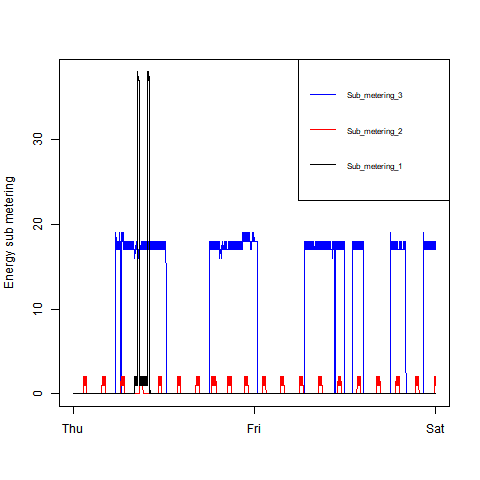 Sub_metering_3
Sub_metering_2
Sub_metering_1
Energy sub metering
30
20
10
0
Thu
Fri
Sat